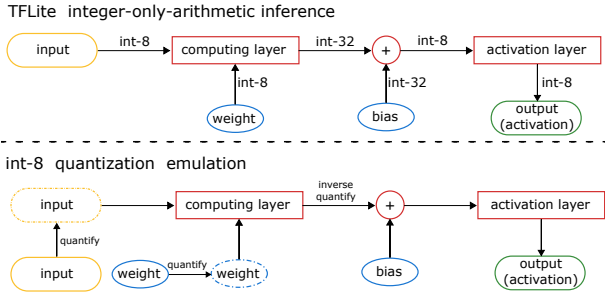 TFLite integer-only-arithmetic inference
input
int-8
computing layer
int-32
+
int-8
activation layer
int-8
int-32
int-8
weight
bias
output
(activation)
int-8 quantization emulation
input
computing layer
inverse
quantify
+
activation layer
quantify
input
weight
quantify
weight
bias
output
(activation)